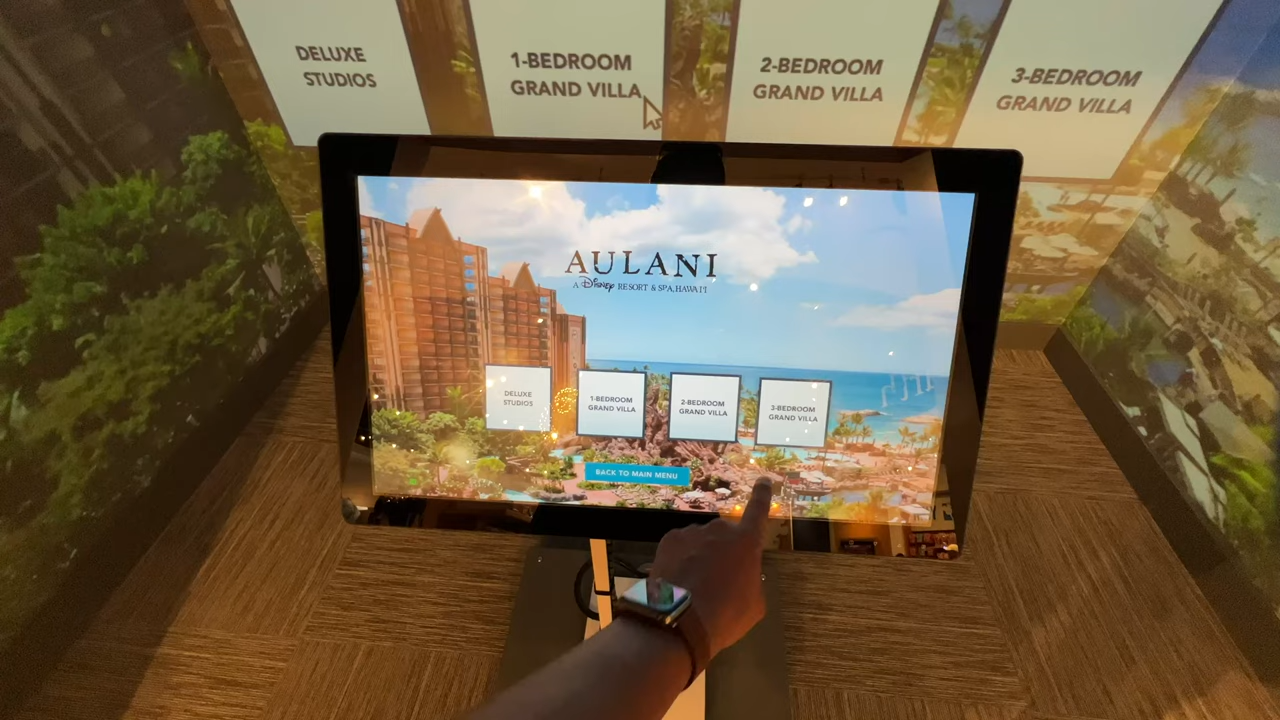 DELUXE
STUDIOS
1-BEDROOM
GRAND VILLA
2-BEDROOM
GRAND VILLA
3-BEDROOM
GRAND VILLA
AULANI
A Disney RESORT & SPA, HAWAI'I
DELUXE
STUDIOS
1-BEDROOM
GRAND VILLA
2-BEDROOM
GRAND VILLA
3-BEDROOM
GRAND VILLA
BACK TO MAIN MENU